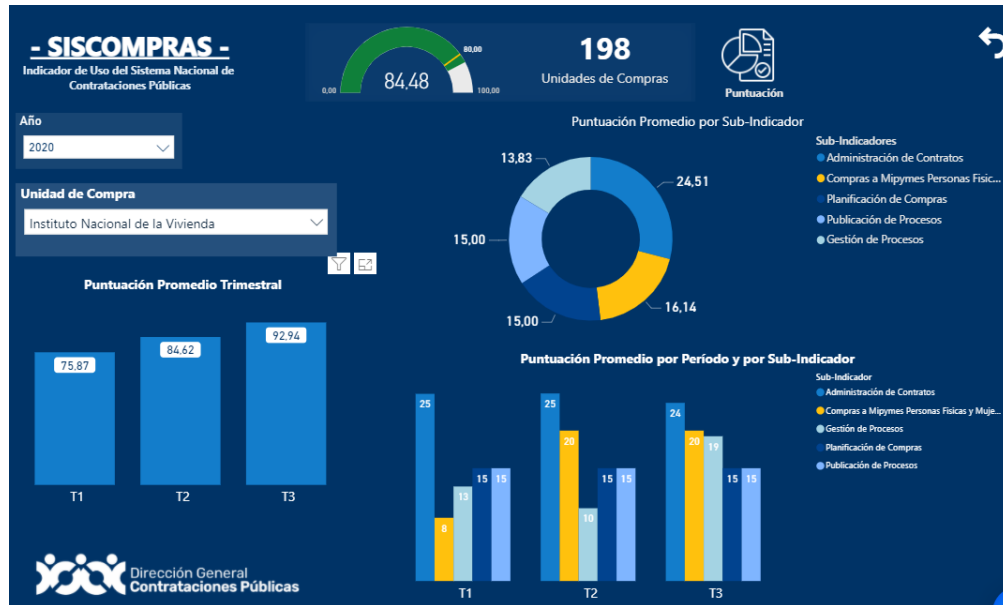 - SISCOMPRAS -
Indicador de Uso del Sistema Nacional de
Contrataciones Públicas
80,00
0,00
84,48
100,00
198
Unidades de Compras
Puntuación
Año
2020
Unidad de Compra
Instituto Nacional de la Vivienda
Puntuación Promedio por Sub-Indicador
13,83
24,51
15,00
15,00
16,14
Sub-Indicadores
Administración de Contratos
Compras a Mipymes Personas Fisic...
Planificación de Compras
Publicación de Procesos
Gestión de Procesos
Puntuación Promedio Trimestral
75,87
84,62
92,94
T1
T2
T3
Puntuación Promedio por Período y por Sub-Indicador
25
8
13
15
15
25
20
10
15
15
24
20
19
15
15
T1
T2
T3
Sub-Indicador
Administración de Contratos
Compras a Mipymes Personas Fisicas y Muje...
Gestión de Procesos
Planificación de Compras
Publicación de Procesos
Dirección General
Contrataciones Públicas